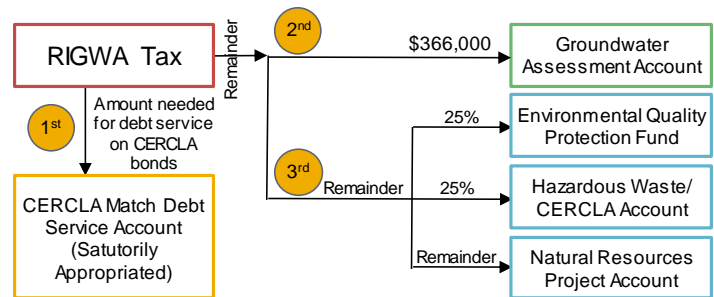 RIGWA Tax
Remainder
2nd
$366,000
Groundwater
Assessment Account
1st
Amount needed
for debt service
on CERCLA
bonds
CERCLA Match Debt
Service Account
(Satutorily
Appropriated)
3rd
Remainder
25%
Environmental Quality
Protection Fund
25%
Hazardous Waste/
CERCLA Account
Remainder
Natural Resources
Project Account